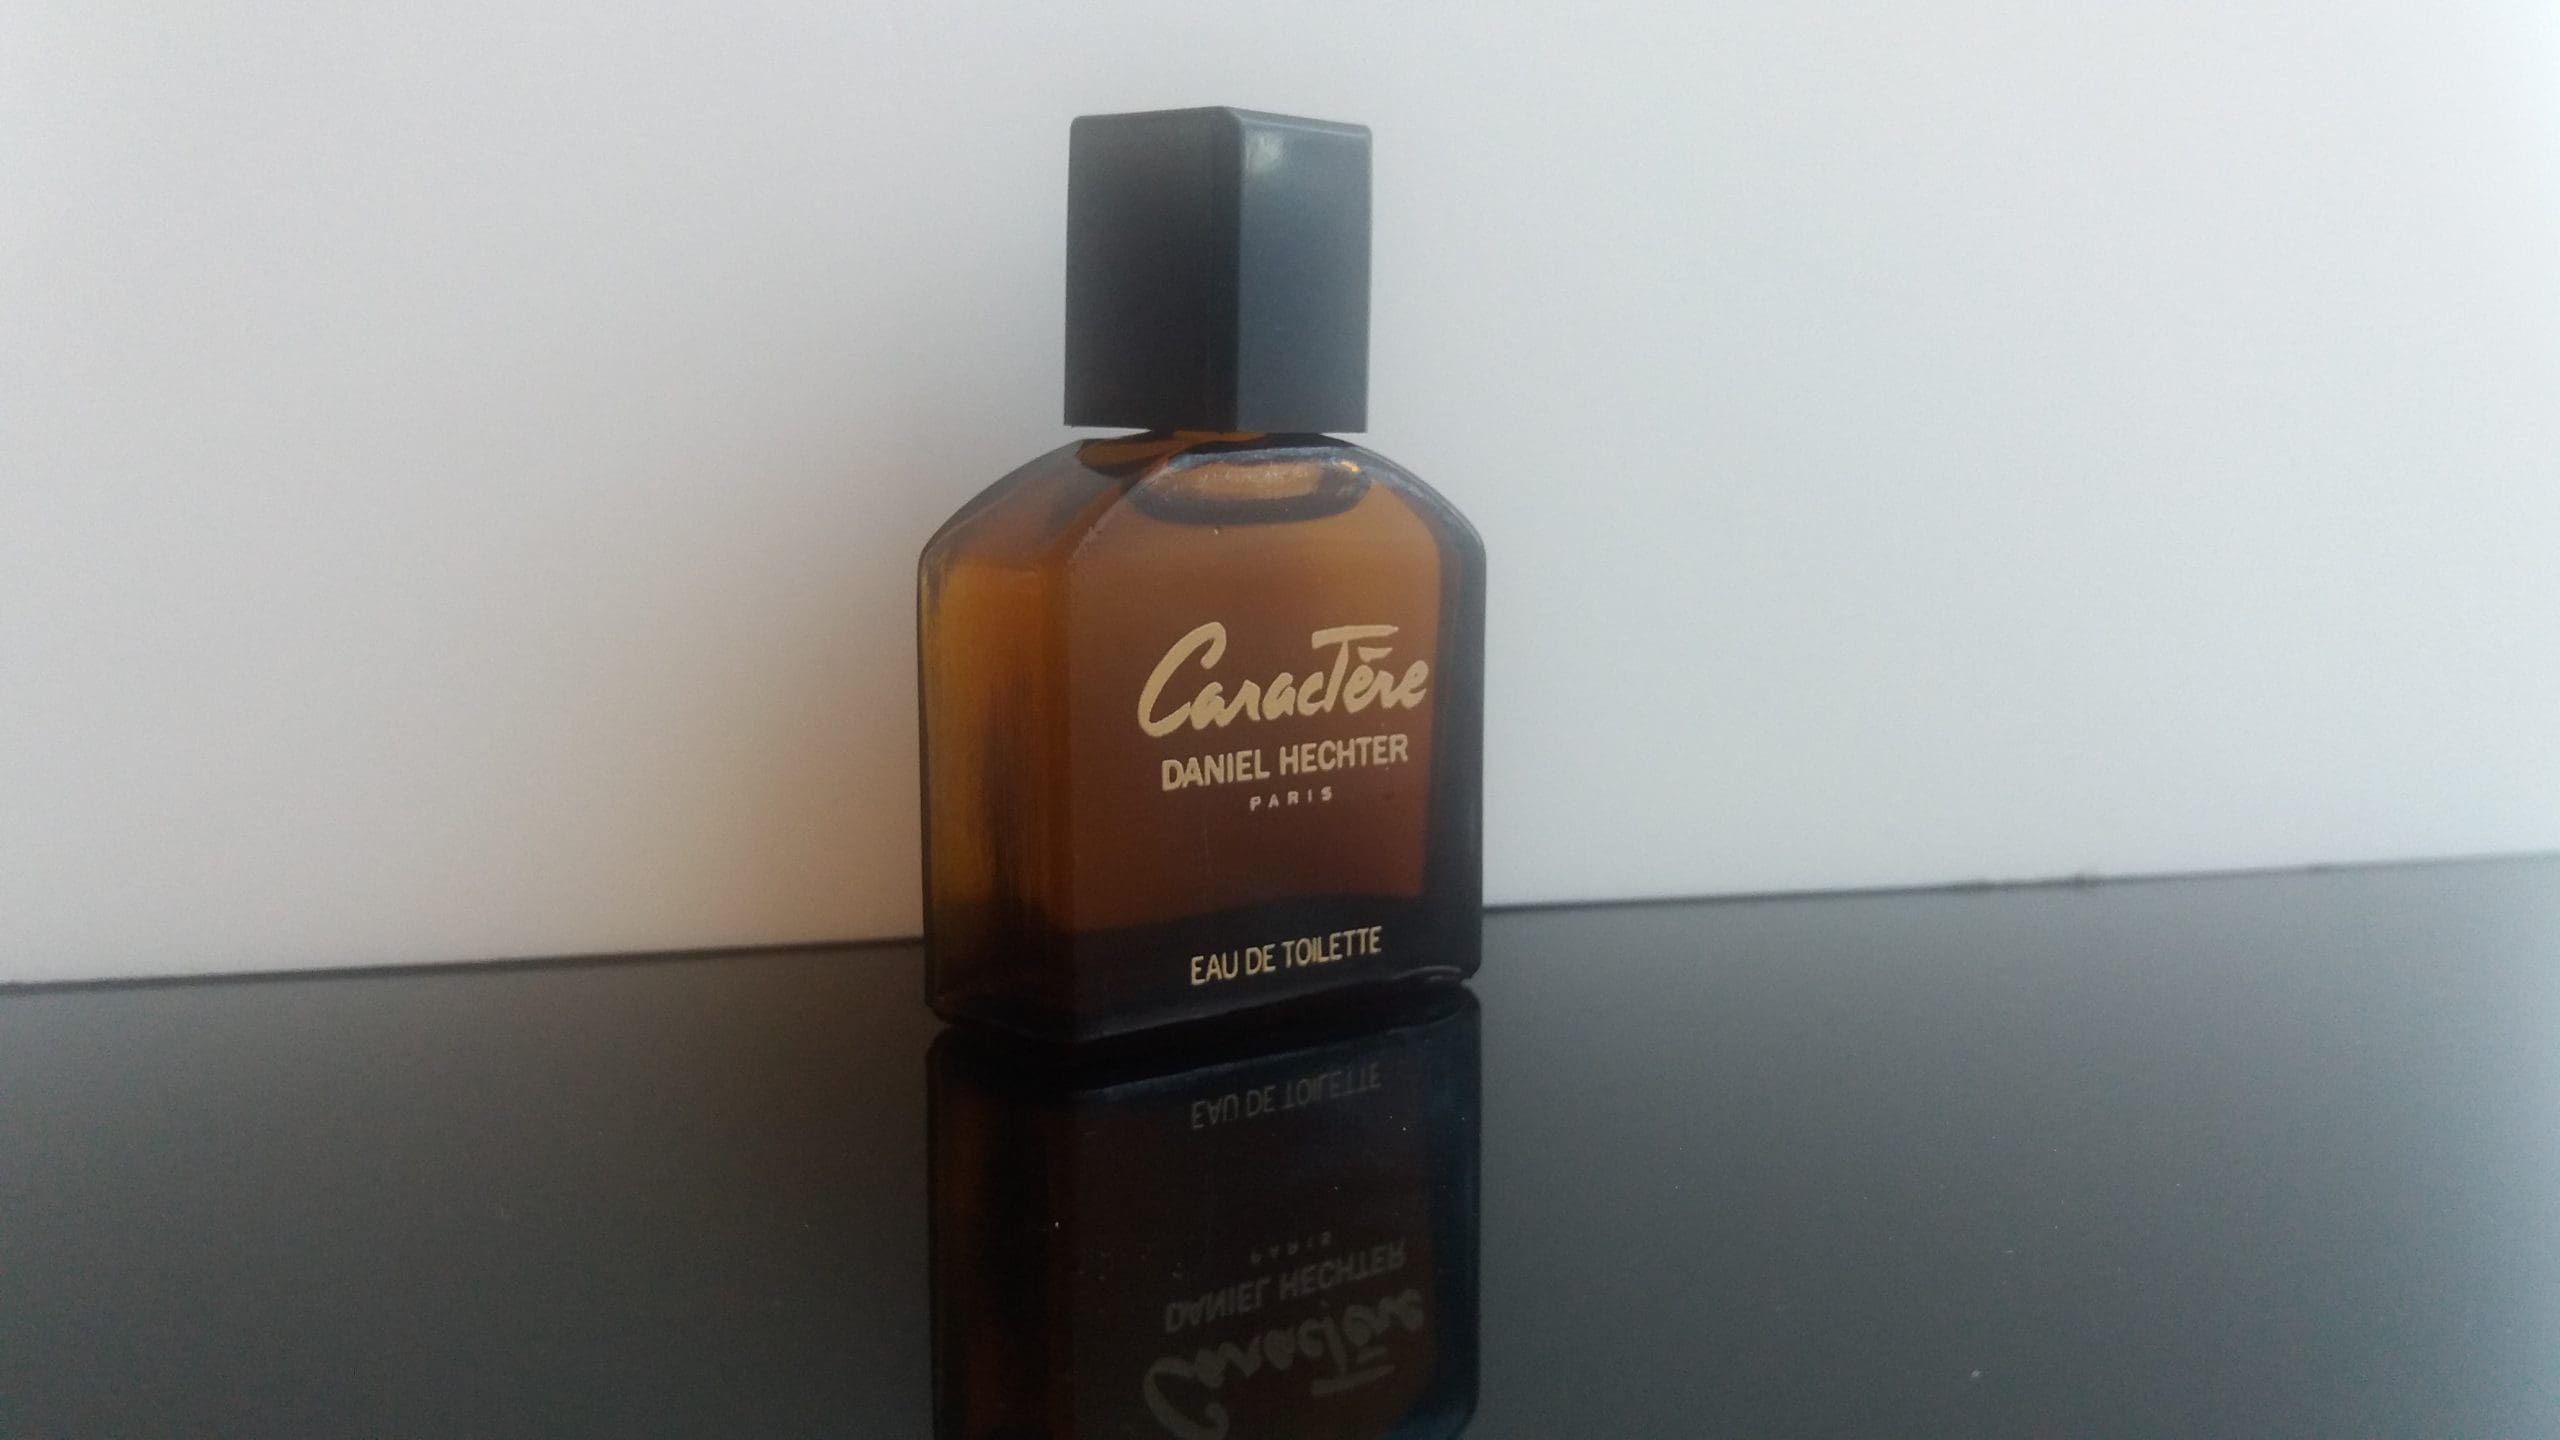 Caractère
DANIEL HECHTER
PARIS
EAU DE TOILETTE